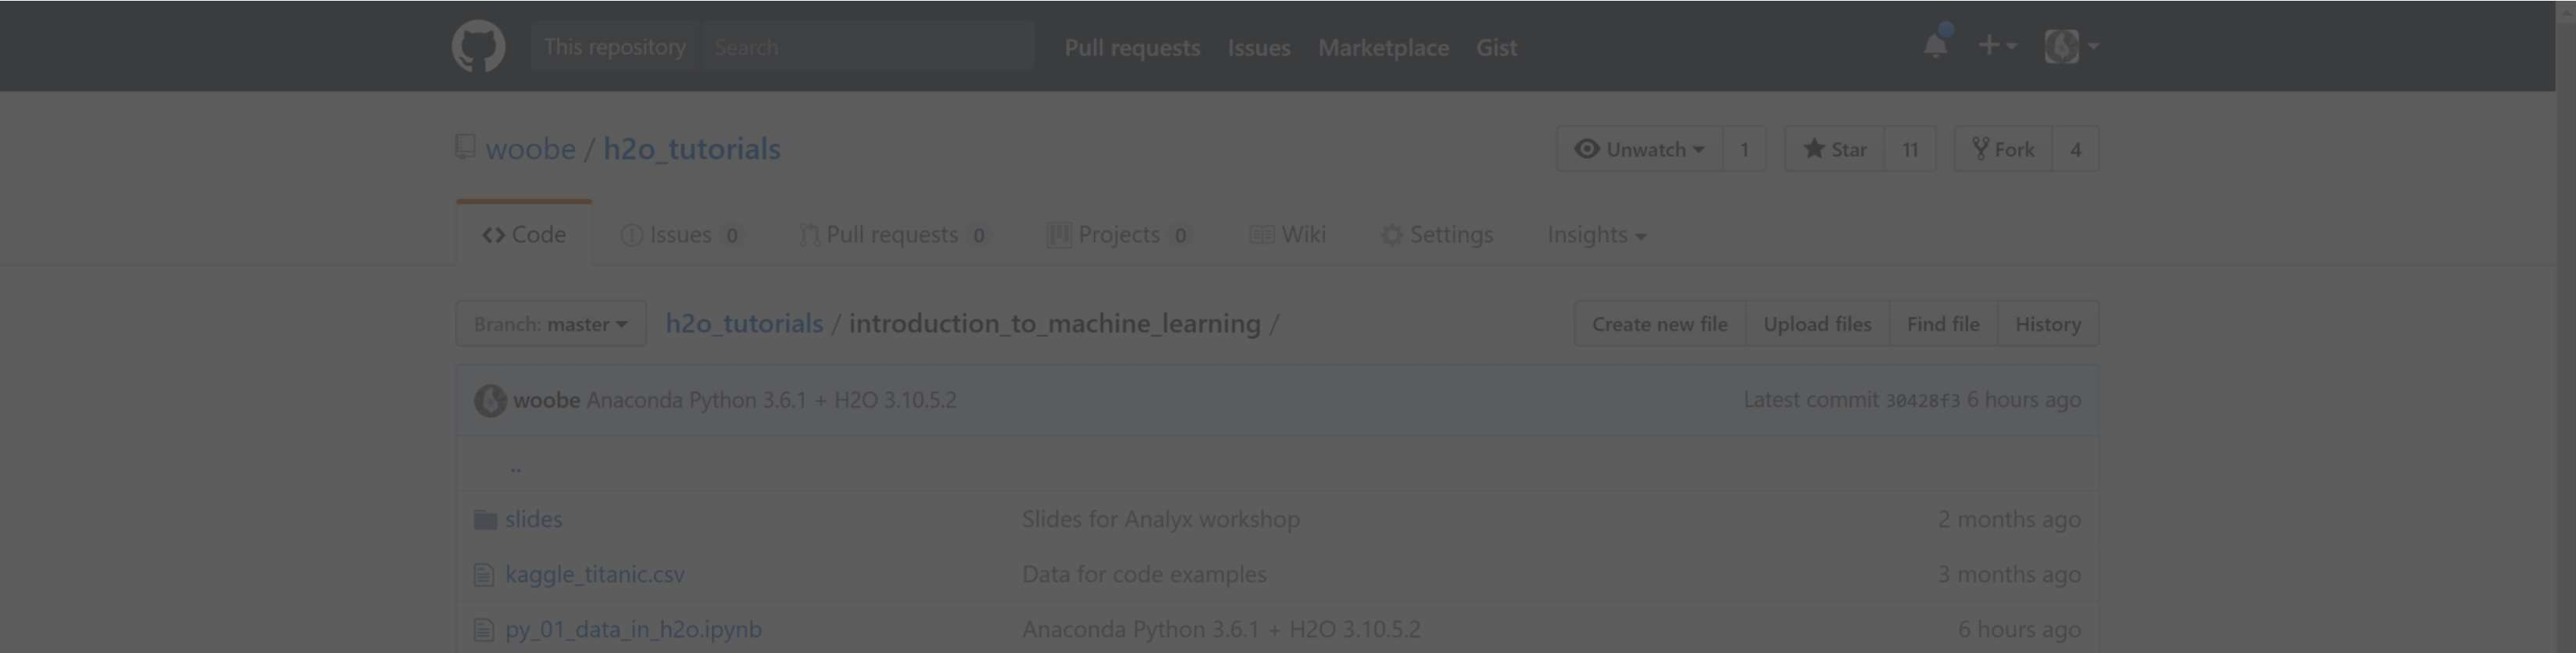 This repository Search Pull requests Issues Marketplace Gist
woobe / h2o_tutorials Unwatch 1 Star 11 Fork 4
Code Issues 0 Pull requests 0 Projects 0 Wiki Settings Insights
Branch: master h2o_tutorials / introduction_to_machine_learning / Create new file Upload files Find file History
woobe Anaconda Python 3.6.1 + H2O 3.10.5.2 Latest commit 30428f3 6 hours ago
..
slides Slides for Analyx workshop 2 months ago
kaggle_titanic.csv Data for code examples 3 months ago
py_01_data_in_h2o.ipynb Anaconda Python 3.6.1 + H2O 3.10.5.2 6 hours ago